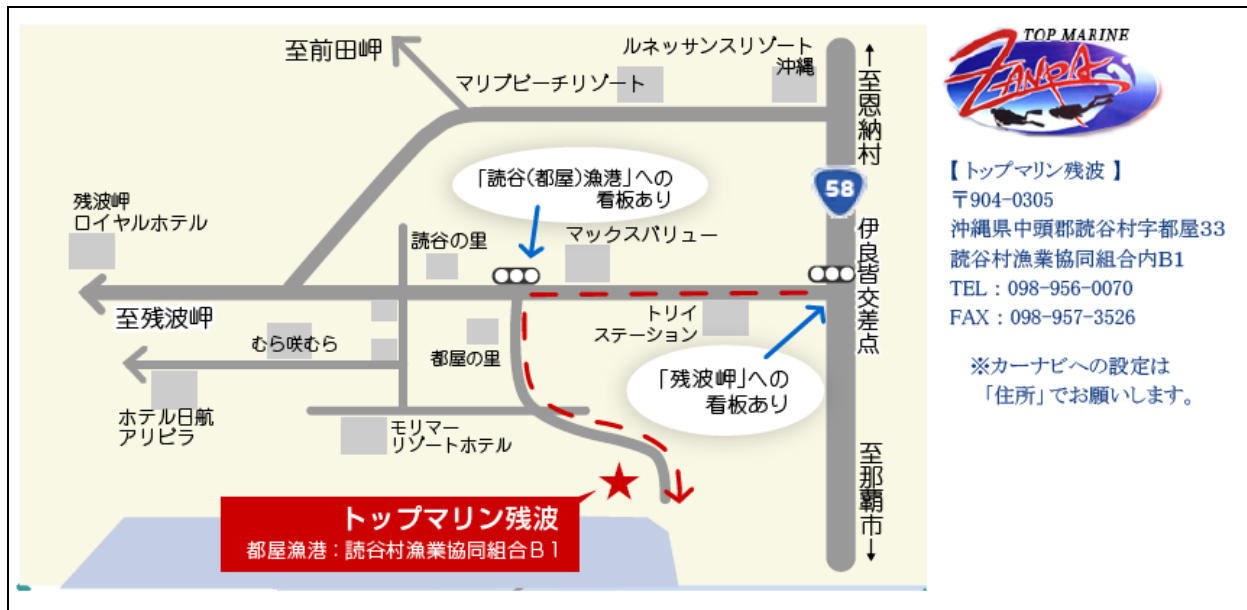 至前田岬
ルネッサンスリゾート
沖縄
マリブビーチリゾート
↑至恩納村
「読谷(都屋)漁港」への
看板あり
58
残波岬
ロイヤルホテル
読谷の里
マックスバリュー
伊良皆交差点
至残波岬
トリイ
ステーション
むら咲むら
都屋の里
「残波岬」への
看板あり
ホテル日航
アリビラ
モリマー
リゾートホテル
至那覇市↓
トップマリン残波
都屋漁港：読谷村漁業協同組合B1
TOP MARINE
ZANPA
【 トップマリン残波 】
〒904-0305
沖縄県中頭郡読谷村字都屋33
読谷村漁業協同組合内B1
TEL : 098-956-0070
FAX : 098-957-3526
※カーナビへの設定は
「住所」でお願いします。